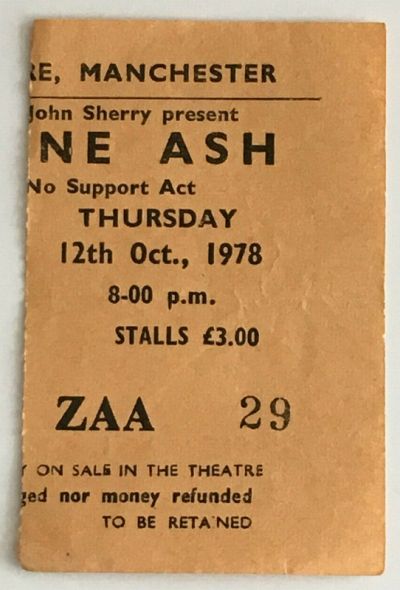 RE, MANCHESTER
John Sherry present
NE ASH
No Support Act
THURSDAY
12th Oct., 1978
8-00 p.m.
STALLS £3.00
ZAA 29
Y ON SALE IN THE THEATRE
ged nor money refunded
TO BE RETAINED